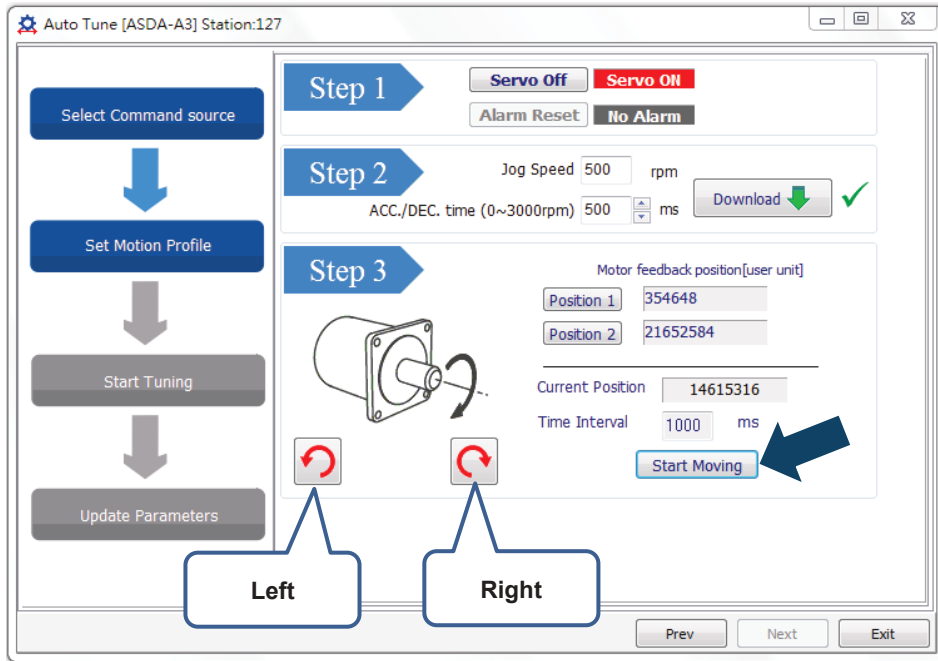 Auto Tune [ASDA-A3] Station:127
Select Command source
Set Motion Profile
Start Tuning
Update Parameters
Step 1
Servo Off
Servo ON
Alarm Reset
No Alarm
Step 2
Jog Speed 500 rpm
ACC./DEC. time (0~3000rpm) 500 ms
Download
Step 3
Motor feedback position[user unit]
Position 1 354648
Position 2 21652584
Current Position 14615316
Time Interval 1000 ms
Start Moving
Left
Right
Prev
Next
Exit